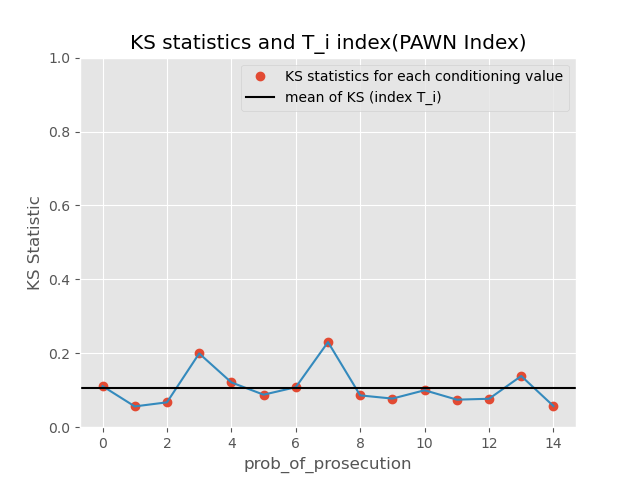 KS statistics and T_i index(PAWN Index)
KS statistics for each conditioning value
mean of KS (index T_i)
KS Statistic
1.0
0.8
0.6
0.4
0.2
0.0
0 2 4 6 8 10 12 14
prob_of_prosecution